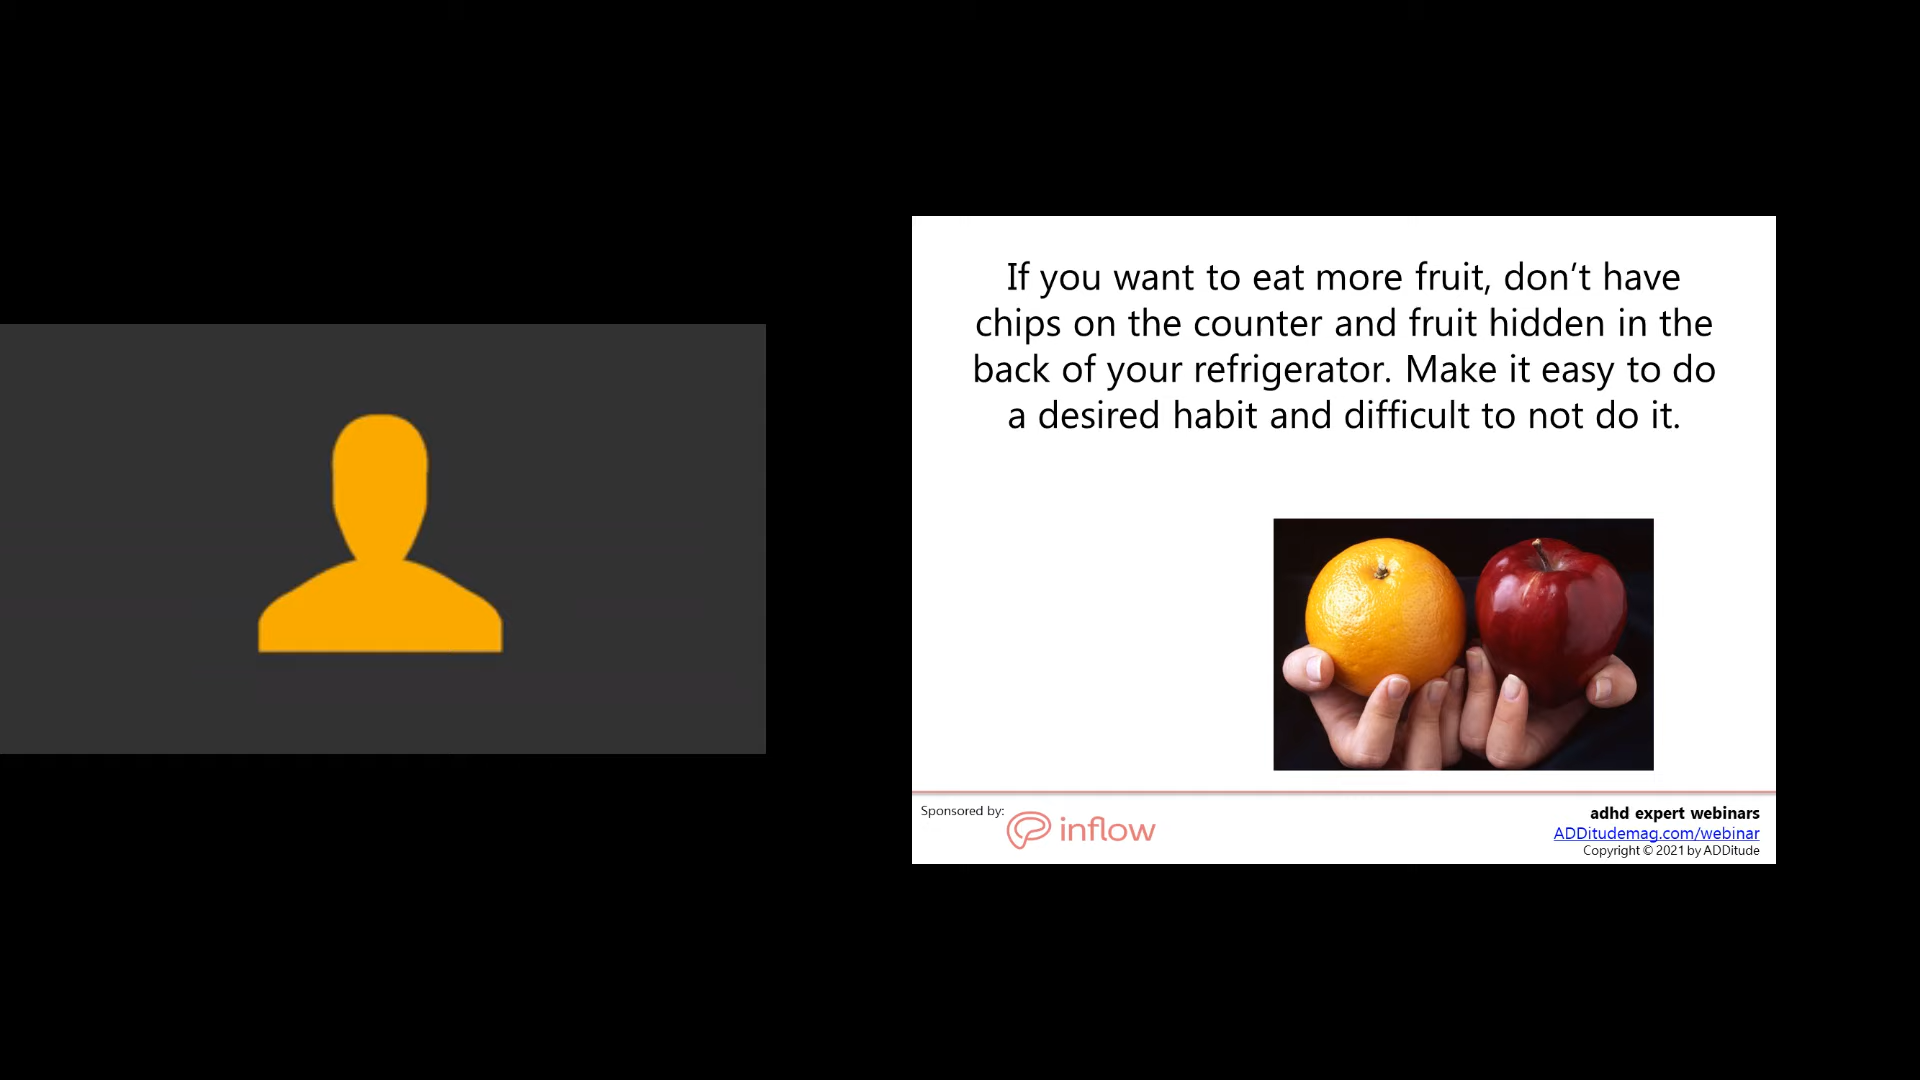 If you want to eat more fruit, don’t have
chips on the counter and fruit hidden in the
back of your refrigerator. Make it easy to do
a desired habit and difficult to not do it.
Sponsored by:
inflow
adhd expert webinars
ADDitudemag.com/webinar
Copyright © 2021 by ADDitude